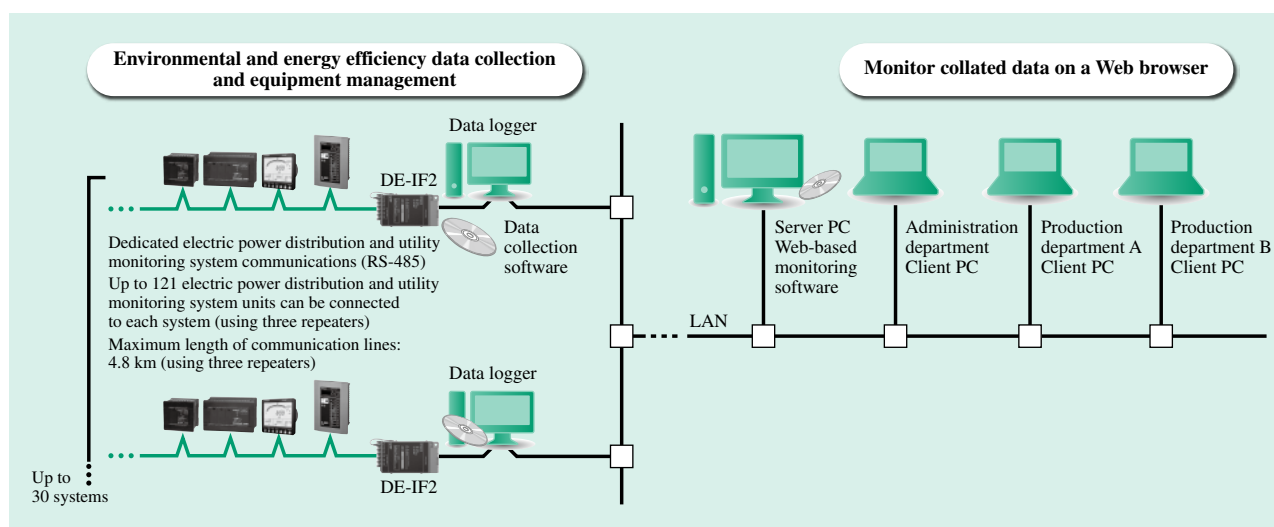 Environmental and energy efficiency data collection
and equipment management
Monitor collated data on a Web browser
Data logger
DE-IF2
Data
collection
software
Dedicated electric power distribution and utility
monitoring system communications (RS-485)
Up to 121 electric power distribution and utility
monitoring system units can be connected
to each system (using three repeaters)
Maximum length of communication lines:
4.8 km (using three repeaters)
Data logger
DE-IF2
Up to
30 systems
LAN
Server PC
Web-based
monitoring
software
Administration
department
Client PC
Production
department A
Client PC
Production
department B
Client PC